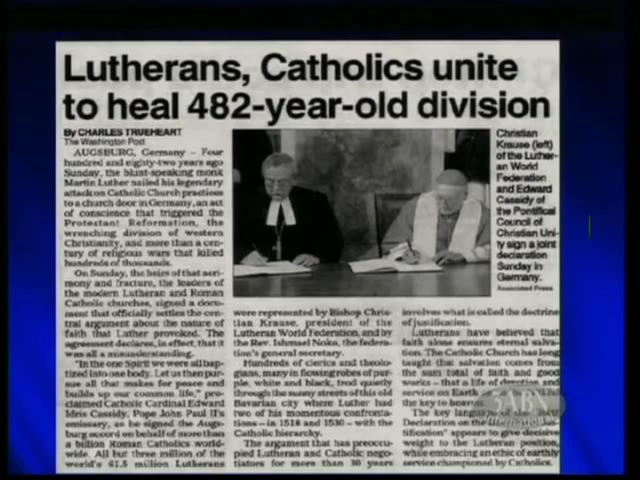 Lutherans, Catholics unite
to heal 482-year-old division
By CHARLES TRUEHEART
The Washington Post
AUGSBURG, Germany – Four
hundred and eighty-two years ago
Sunday, the blunt-speaking monk
Martin Luther nailed his legendary
attack on Catholic Church practices
to a church door in Germany, an act
of conscience that triggered the
Protestant Reformation, the
wrenching division of western
Christianity, and more than a cen-
tury of religious wars that killed
hundreds of thousands.
On Sunday, the heirs of that acri-
mony and fracture, the leaders of
the modern Lutheran and Roman
Catholic churches, signed a docu-
ment that officially settles the cen-
tral argument about the nature of
faith that Luther provoked. The
agreement declares, in effect, that it
was all a misunderstanding.
"In the one Spirit we were all bap-
tized into one body. Let us then pur-
sue all that makes for peace and
builds up our common life," pro-
claimed Catholic Cardinal Edward
Idris Cassidy, Pope John Paul II's
emissary, as he signed the Augs-
burg accord on behalf of more than
a billion Roman Catholics world-
wide. All but three million of the
world's 61.5 million Lutherans
Christian
Krause (left)
of the Luther-
an World
Federation
and Edward
Cassidy of
the Pontifical
Council of
Christian Uni-
ty sign a joint
declaration
Sunday in
Germany.
Associated Press
were represented by Bishop Chris-
tian Krause, president of the
Lutheran World Federation, and by
the Rev. Ishmael Noko, the federa-
tion's general secretary.
Hundreds of clerics and theolo-
gians, many in flowing robes of pur-
ple, white and black, trod quietly
through the sunny streets of this old
Bavarian city where Luther had
two of his momentous confronta-
tions – in 1518 and 1530 – with the
Catholic hierarchy.
The argument that has preoccu-
pied Lutheran and Catholic nego-
tiators for more than 30 years
involves what is called the doctrine
of justification.
Lutherans have believed that
faith alone ensures eternal salva-
tion. The Catholic Church has long
taught that salvation comes from
the sum total of faith and good
works – that a life of devotion and
service on Earth
the key to heaven
The key
Declaration on the
ification" appears to give decisive
weight to the Lutheran position,
while embracing an ethic of earthly
service championed by Catholics.
3ABN
International